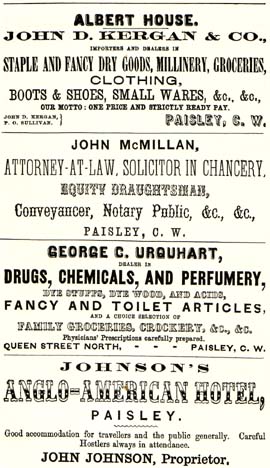 ALBERT HOUSE.
JOHN D. KERGAN & CO.,
IMPORTERS AND DEALERS IN
STAPLE AND FANCY DRY GOODS, MILLINERY, GROCERIES,
CLOTHING,
BOOTS & SHOES, SMALL WARES, &c., &c.,
OUR MOTTO: ONE PRICE AND STRICTLY READY PAY.
JOHN D. KERGAN, }
P. O. SULLIVAN. } PAISLEY, C. W.
JOHN McMILLAN,
ATTORNEY-AT-LAW, SOLICITOR IN CHANCERY,
EQUITY DRAUGHTSMAN,
Conveyancer, Notary Public, &c., &c.,
PAISLEY, C. W.
GEORGE C. URQUHART,
DEALER IN
DRUGS, CHEMICALS, AND PERFUMERY,
DYE STUFFS, DYE WOOD, AND ACIDS,
FANCY AND TOILET ARTICLES,
AND A CHOICE SELECTION OF
FAMILY GROCERIES, CROCKERY, &c., &c.
Physicians' Prescriptions carefully prepared.
QUEEN STREET NORTH, - - PAISLEY, C. W.
JOHNSON'S
ANGLO-AMERICAN HOTEL,
PAISLEY.
Good accommodation for travellers and the public generally. Careful
Hostlers always in attendance.
JOHN JOHNSON, Proprietor.